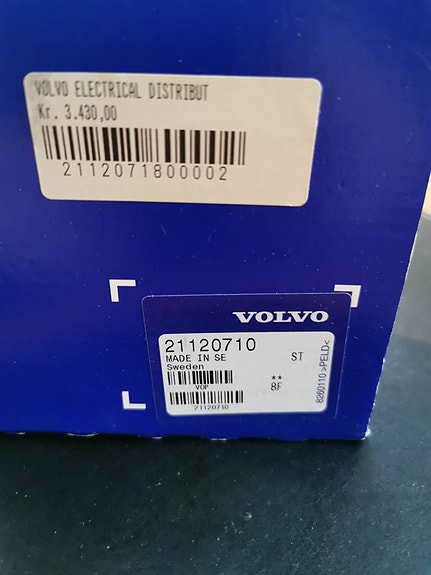 VOLVO ELECTRICAL DISTRIBUT
Kr. 3.430,00
2112071800002
VOLVO
21120710
ST
MADE IN SE
Sweden
**
VOP
8F
21120710
8260110 >PELD<